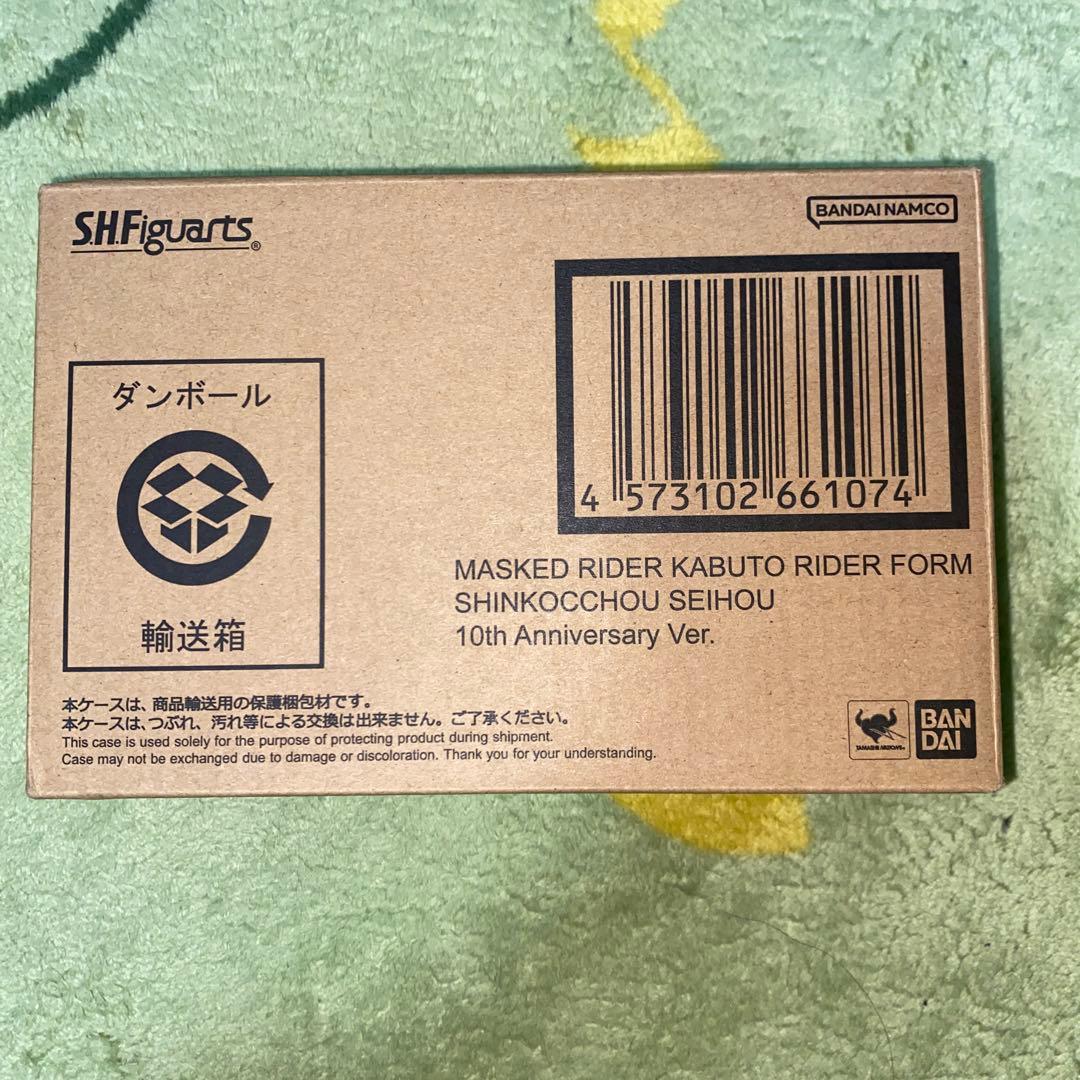 S.H.Figuarts®
BANDAI NAMCO
ダンボール
輸送箱
4 573102 661074
MASKED RIDER KABUTO RIDER FORM
SHINKOCCHOU SEIHOU
10th Anniversary Ver.
本ケースは、商品輸送用の保護梱包材です。
本ケースは、つぶれ、汚れ等による交換は出来ません。ご了承ください。
This case is used solely for the purpose of protecting product during shipment.
Case may not be exchanged due to damage or discoloration. Thank you for your understanding.
TAMASHII NATIONS®
BAN
DAI